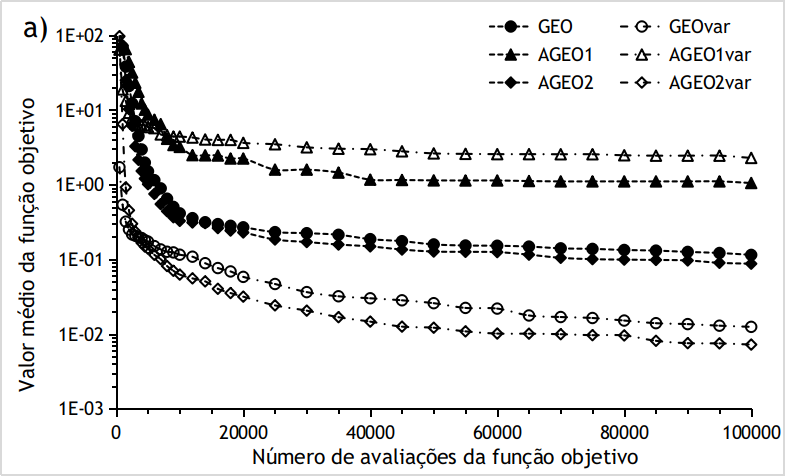 a)
GEO
GEOvar
AGEO1
AGEO1var
AGEO2
AGEO2var
Valor médio da função objetivo
1E+02
1E+01
1E+00
1E-01
1E-02
1E-03
0 20000 40000 60000 80000 100000
Número de avaliações da função objetivo